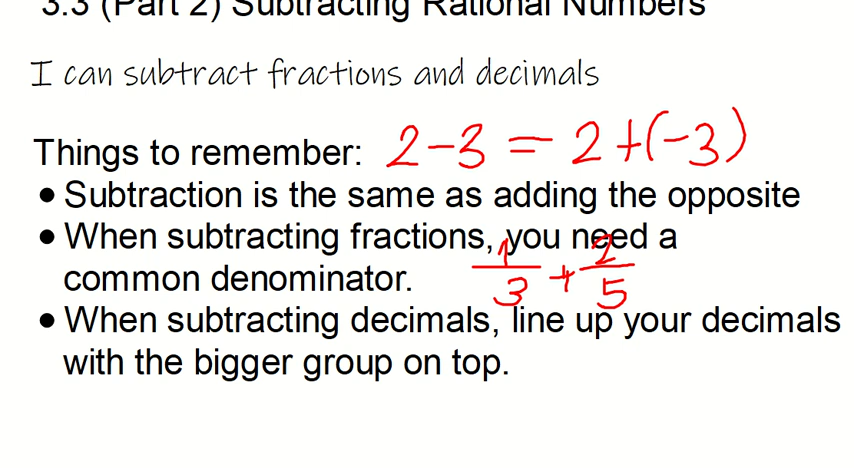 3.3 (Part 2) Subtracting Rational Numbers
I can subtract fractions and decimals
Things to remember: 2-3 = 2+(-3)
• Subtraction is the same as adding the opposite
• When subtracting fractions, you need a
common denominator. 1/3 + 2/5
• When subtracting decimals, line up your decimals
with the bigger group on top.